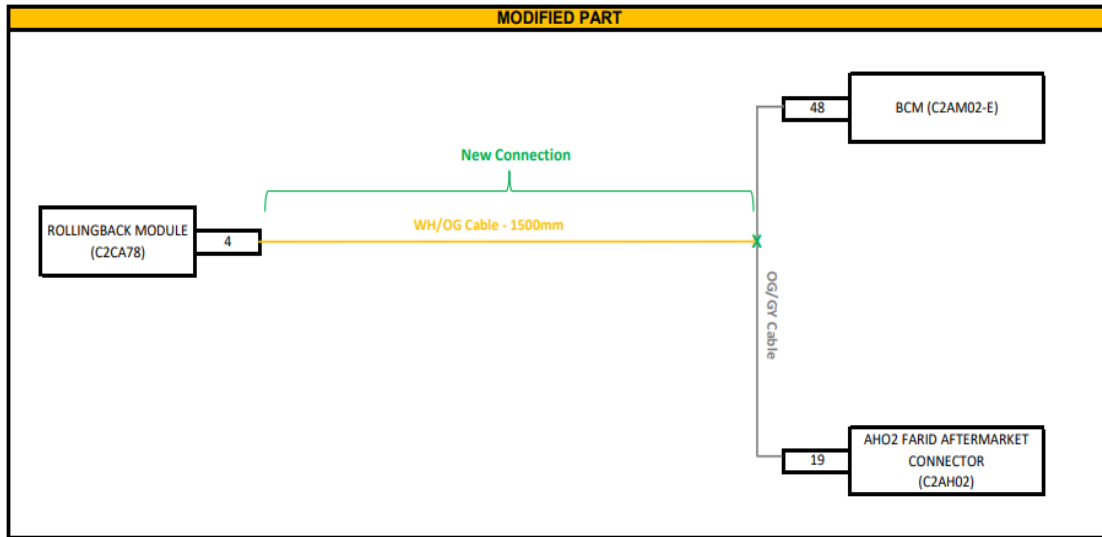 MODIFIED PART
48
BCM (C2AM02-E)
New Connection
WH/OG Cable - 1500mm
ROLLINGBACK MODULE
(C2CA78)
4
X
OG/GY Cable
19
AHO2 FARID AFTERMARKET
CONNECTOR
(C2AH02)